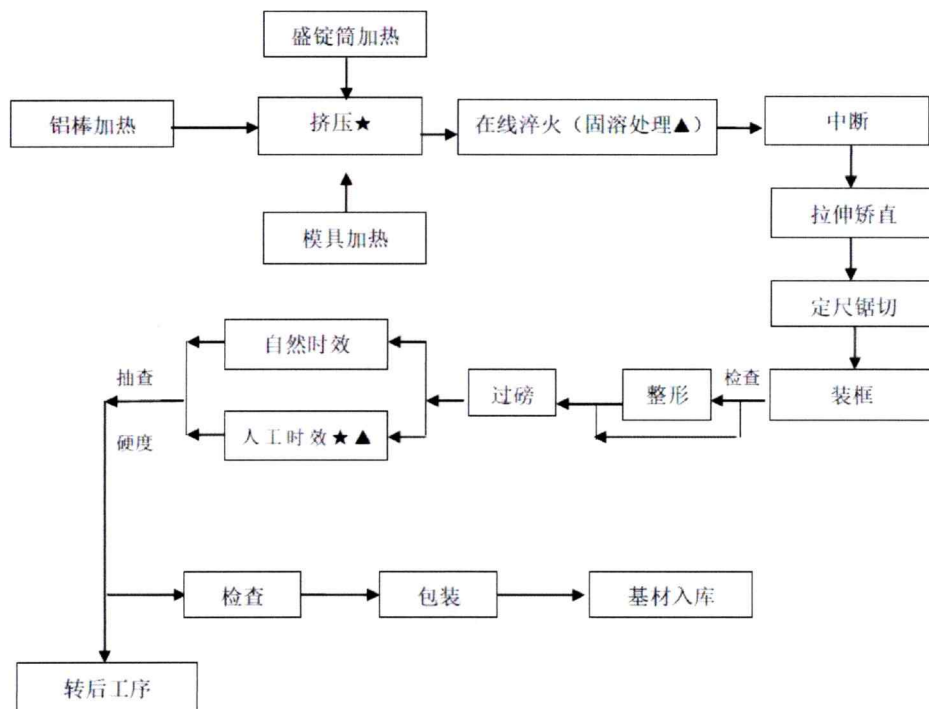 盛锭筒加热
铝棒加热
挤压★
在线淬火（固溶处理▲）
中断
模具加热
拉伸矫直
定尺锯切
装框
检查
整形
过磅
自然时效
人工时效★▲
抽查
硬度
检查
包装
基材入库
转后工序